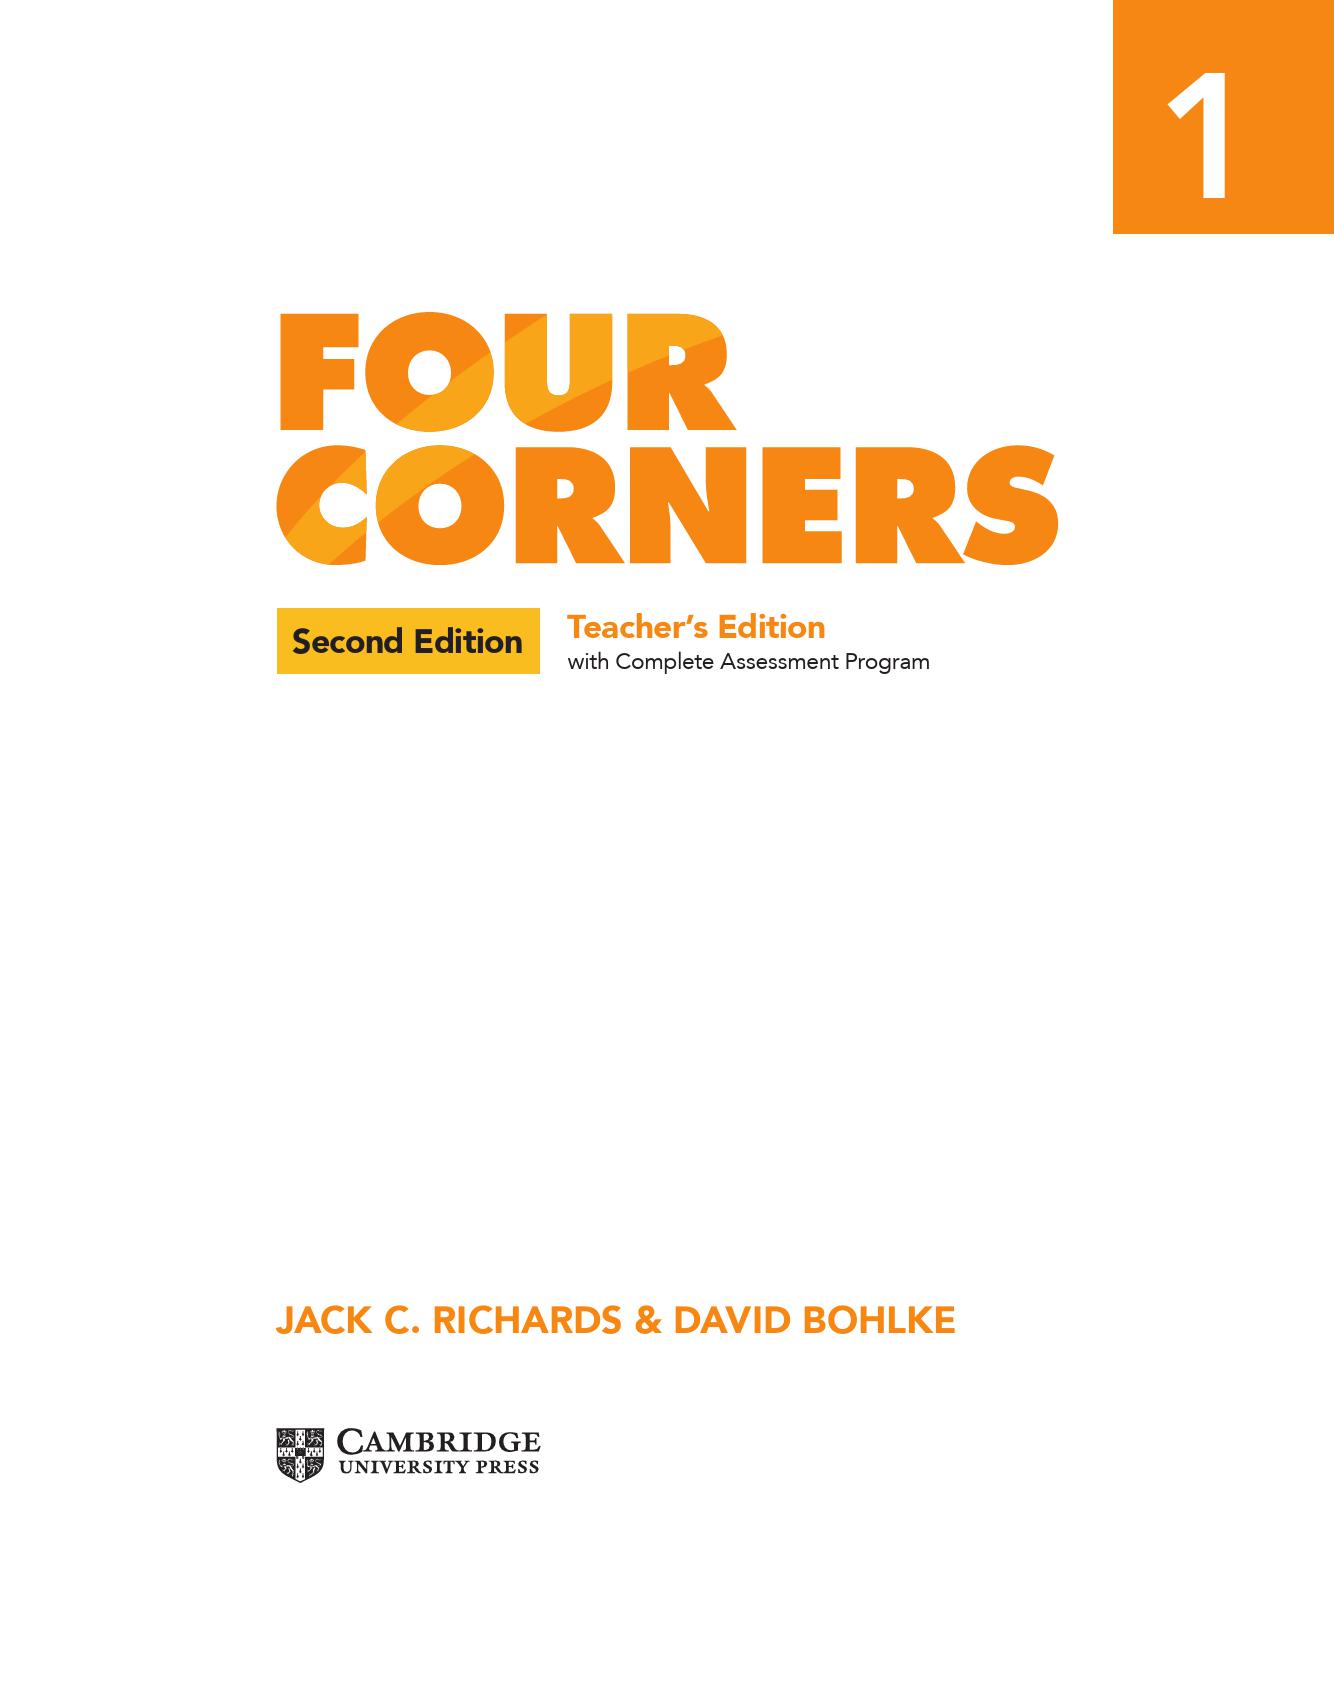 1
FOUR
CORNERS
Second Edition
Teacher’s Edition
with Complete Assessment Program
JACK C. RICHARDS & DAVID BOHLKE
CAMBRIDGE
UNIVERSITY PRESS